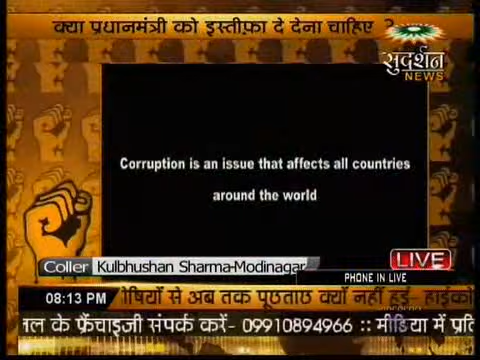 क्या प्रधानमंत्री को इस्तीफ़ा दे देना चाहिए ?
सुदर्शन
NEWS
Corruption is an issue that affects all countries
around the world
LIVE
Coller Kulbhushan Sharma-Modinagar
PHONE IN LIVE
08:13 PM
षियों से अब तक पूछताछ क्यों नहीं हुई- हाईको
नल के फ्रैंचाइजी संपर्क करें- 09910894966 :: मीडिया में प्रति